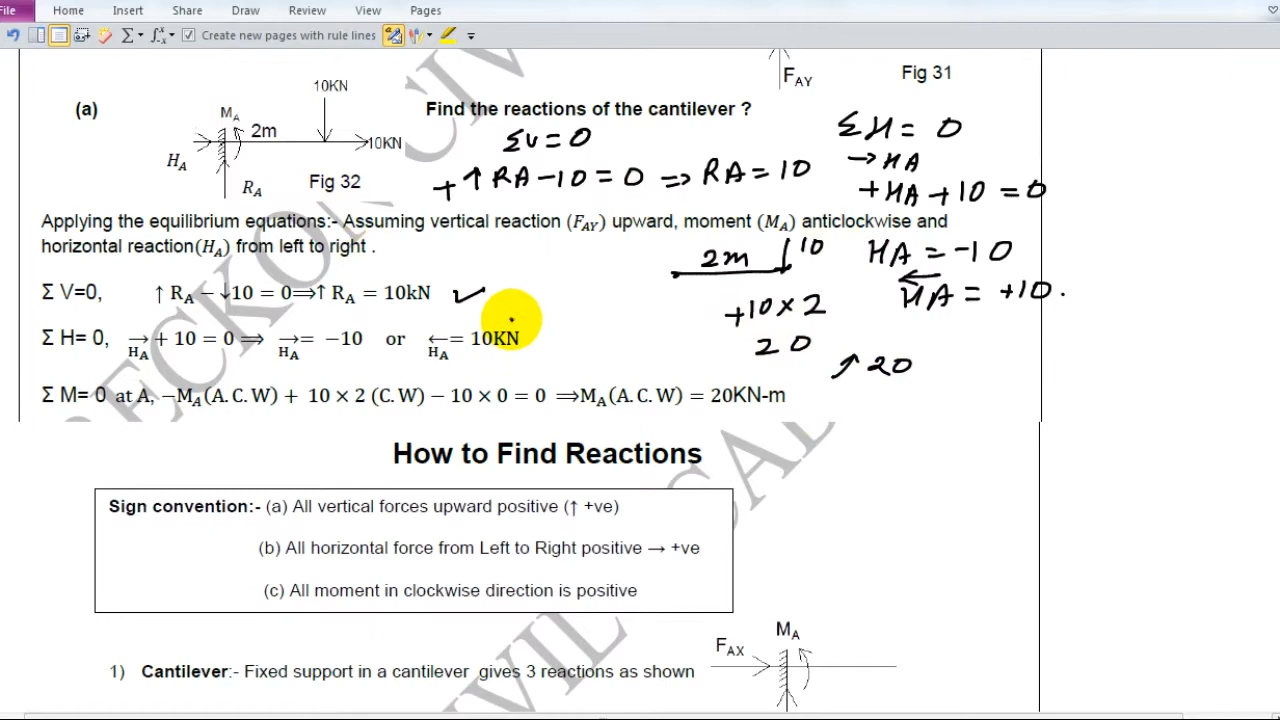 File Home Insert Share Draw Review View Pages
Create new pages with rule lines
F_AY Fig 31
(a) 10KN Find the reactions of the cantilever ?
M_A
2m
10KN
H_A
R_A Fig 32
ΣV = 0
+↑ RA - 10 = 0 ⇒ RA = 10
ΣH = 0
→ HA
+HA + 10 = 0
HA = -10
←
HA = +10.
Applying the equilibrium equations:- Assuming vertical reaction (F_AY) upward, moment (M_A) anticlockwise and
horizontal reaction(H_A) from left to right .
2m ↓10
+10 × 2
20
↑20
Σ V=0, ↑ R_A − ↓10 = 0⟹↑ R_A = 10kN ✓
Σ H= 0, →H_A + 10 = 0 ⟹ →H_A = −10 or ←H_A = 10KN
Σ M= 0 at A, −M_A(A.C.W) + 10 × 2 (C.W) − 10 × 0 = 0 ⟹M_A(A.C.W) = 20KN-m
How to Find Reactions
Sign convention:- (a) All vertical forces upward positive (↑ +ve)
(b) All horizontal force from Left to Right positive → +ve
(c) All moment in clockwise direction is positive
1) Cantilever:- Fixed support in a cantilever gives 3 reactions as shown
F_AX M_A